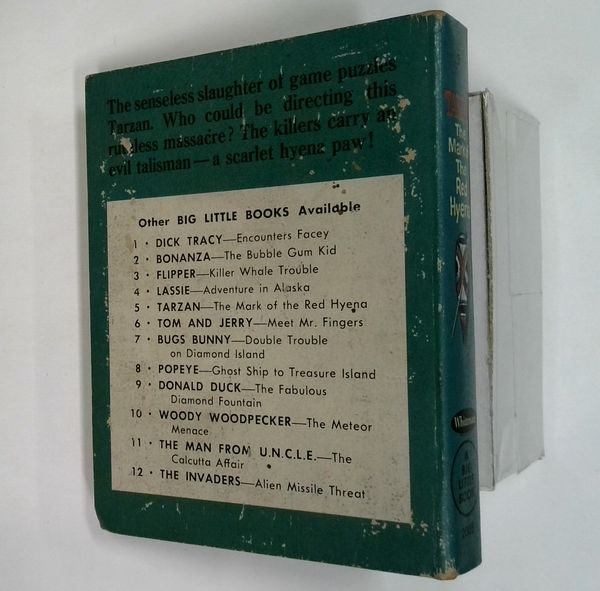 The senseless slaughter of game puzzles
Tarzan. Who could be directing this
ruthless massacre? The killers carry an
evil talisman — a scarlet hyena paw!
Other BIG LITTLE BOOKS Available
1 • DICK TRACY—Encounters Facey
2 • BONANZA—The Bubble Gum Kid
3 • FLIPPER—Killer Whale Trouble
4 • LASSIE—Adventure in Alaska
5 • TARZAN—The Mark of the Red Hyena
6 • TOM AND JERRY—Meet Mr. Fingers
7 • BUGS BUNNY—Double Trouble
on Diamond Island
8 • POPEYE—Ghost Ship to Treasure Island
9 • DONALD DUCK—The Fabulous
Diamond Fountain
10 • WOODY WOODPECKER—The Meteor
Menace
11 • THE MAN FROM U.N.C.L.E.—The
Calcutta Affair
12 • THE INVADERS—Alien Missile Threat
The
Mark
The
Red
Hyena
Whitman
A
BIG
LITTLE
BOOK